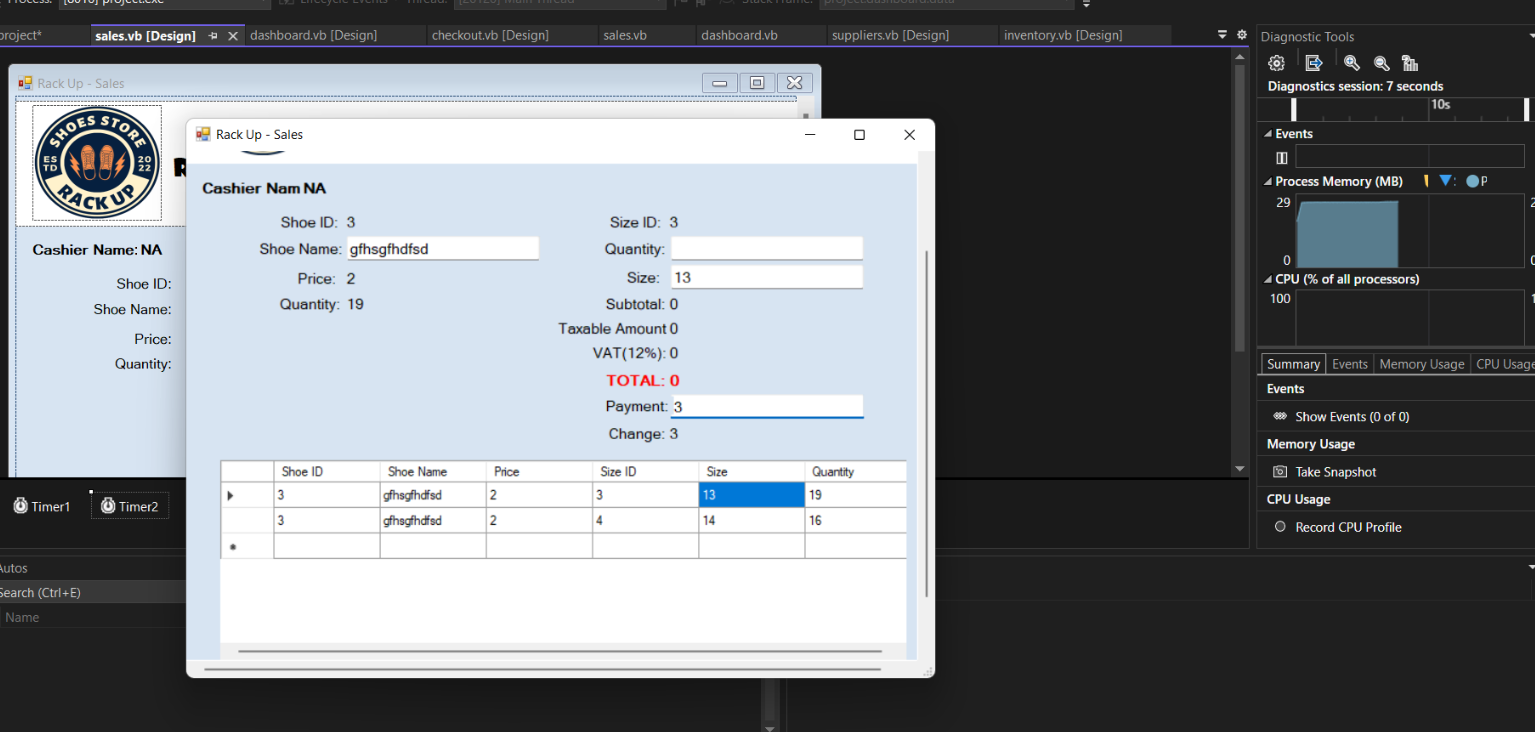 Process: [8016] project.exe Lifecycle Events Thread: [20120] Main Thread Stack Frame: project.dashboard.data
project* sales.vb [Design] dashboard.vb [Design] checkout.vb [Design] sales.vb dashboard.vb suppliers.vb [Design] inventory.vb [Design]
Rack Up - Sales
SHOES STORE
ESTD 2022
RACK UP
R
Cashier Name: NA
Shoe ID:
Shoe Name:
Price:
Quantity:
Rack Up - Sales
Cashier Nam NA
Shoe ID: 3 Size ID: 3
Shoe Name: gfhsgfhdfsd Quantity:
Price: 2 Size: 13
Quantity: 19 Subtotal: 0
Taxable Amount 0
VAT(12%): 0
TOTAL: 0
Payment: 3
Change: 3
Shoe ID Shoe Name Price Size ID Size Quantity
3 gfhsgfhdfsd 2 3 13 19
3 gfhsgfhdfsd 2 4 14 16
Timer1 Timer2
Autos
Search (Ctrl+E)
Name
Diagnostic Tools
Diagnostics session: 7 seconds
10s
Events
Process Memory (MB) P
29 2
0 0
CPU (% of all processors)
100 1
Summary Events Memory Usage CPU Usage
Events
Show Events (0 of 0)
Memory Usage
Take Snapshot
CPU Usage
Record CPU Profile